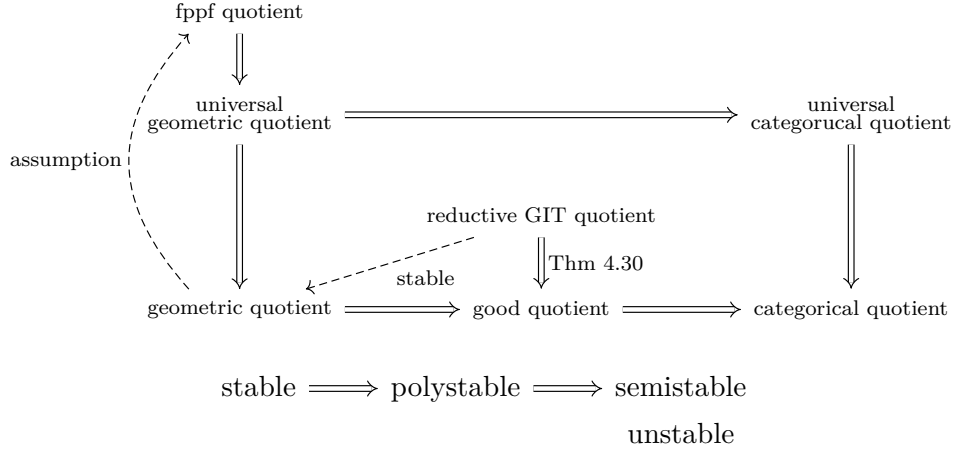 fppf quotient
universal universal
geometric quotient categorucal quotient
assumption
reductive GIT quotient
Thm 4.30
stable
geometric quotient good quotient categorical quotient
stable polystable semistable
unstable